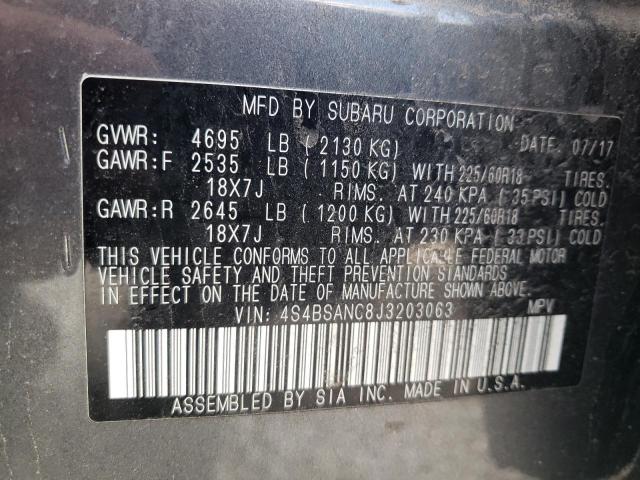 MFD BY SUBARU CORPORATION
GVWR: 4695 LB ( 2130 KG) DATE: 07/17
GAWR:F 2535 LB ( 1150 KG) WITH 225/60R18 TIRES.
18X7J RIMS. AT 240 KPA ( 35 PSI) COLD
GAWR:R 2645 LB ( 1200 KG) WITH 225/60R18 TIRES.
18X7J RIMS. AT 230 KPA ( 33 PSI) COLD
THIS VEHICLE CONFORMS TO ALL APPLICABLE FEDERAL MOTOR
VEHICLE SAFETY AND THEFT PREVENTION STANDARDS
IN EFFECT ON THE DATE OF MANUFACTURE SHOWN ABOVE.
VIN: 4S4BSANC8J3203063 MPV
ASSEMBLED BY SIA INC. MADE IN U.S.A.